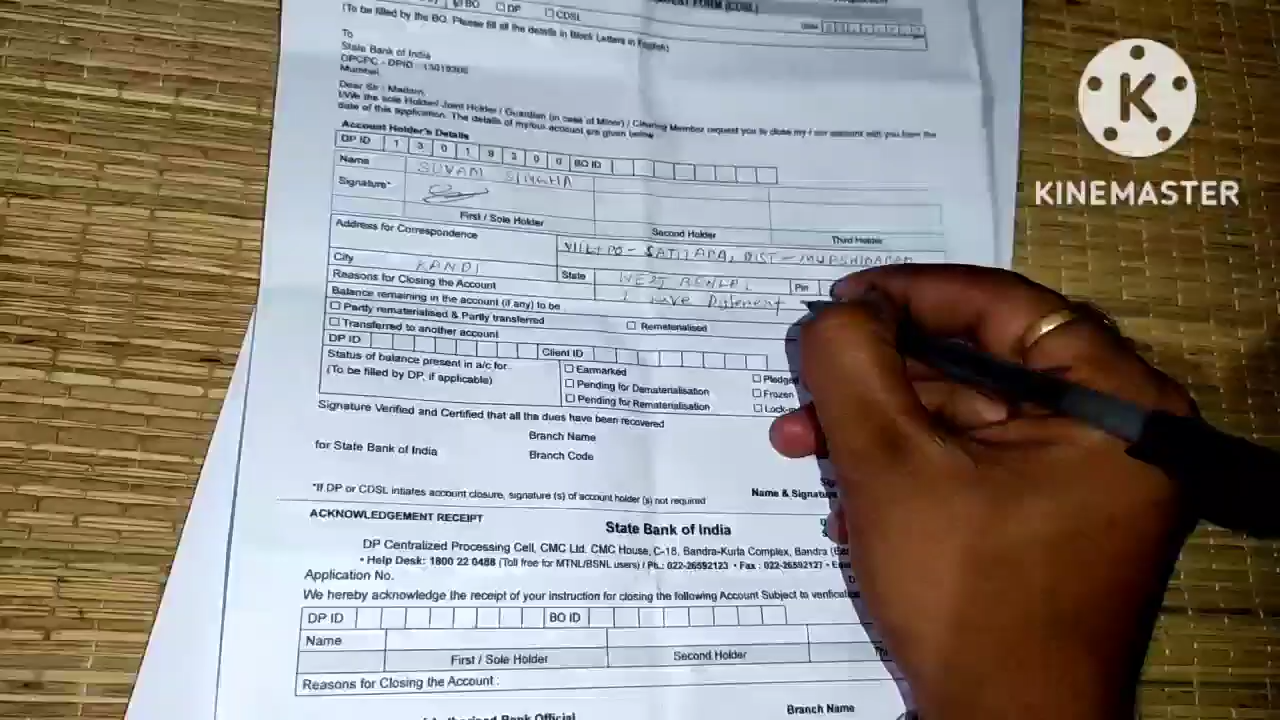 BO DP CDSL
(To be filled by the BO. Please fill all the details in Block Letters in English)
To
State Bank of India
DPCPC - DPID : 13019300
Mumbai
Dear Sir / Madam,
I/We the sole Holder/ Joint Holder / Guardian (in case of Minor) / Clearing Member request you to close my / our account with you from the
date of this application. The details of my/our account are given below
Account Holder's Details
DP ID 1 3 0 1 9 3 0 0 BO ID
Name SUVAM SINGHA
Signature*
First / Sole Holder Second Holder Third Holder
Address for Correspondence VILL+PO - DIST - MURSHIDABAD
City KANDI State WEST BENGAL Pin
Reasons for Closing the Account I have
Balance remaining in the account (if any) to be
Partly rematerialised & Partly transferred Rematerialised
Transferred to another account
DP ID Client ID
Status of balance present in a/c for Earmarked Pledged
(To be filled by DP, if applicable) Pending for Dematerialisation Frozen
Pending for Rematerialisation
Signature Verified and Certified that all the dues have been recovered
Branch Name
for State Bank of India Branch Code
*If DP or CDSL intiates account closure, signature (s) of account holder (s) not required Name &
ACKNOWLEDGEMENT RECEIPT State Bank of India
DP Centralized Processing Cell, CMC Ltd. CMC House, C-18, Bandra-Kurla Complex, Bandra
• Help Desk: 1800 22 0488 (Toll free for MTNL/BSNL users) / Ph.: 022-26592123 • Fax : 022-26592127 •
Application No.
We hereby acknowledge the receipt of your instruction for closing the following Account Subject to
DP ID BO ID
Name
First / Sole Holder Second Holder
Reasons for Closing the Account :
Branch Name
Bank Official
K
KINEMASTER